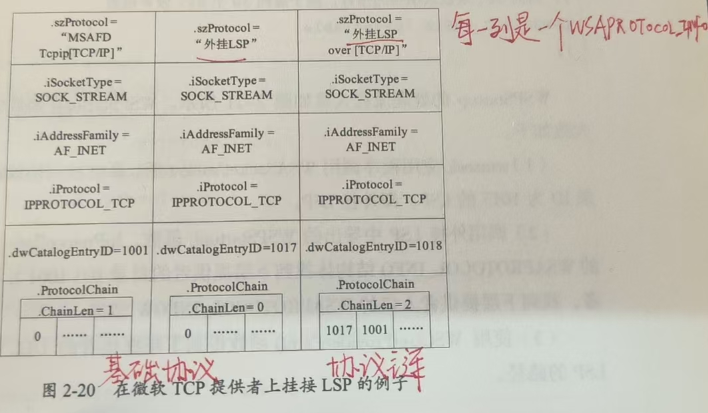 .szProtocol =
"MSAFD
Tcpip[TCP/IP]"
.szProtocol =
"外挂LSP"
.szProtocol =
"外挂LSP
over [TCP/IP]"
每一列是一个WSAPROTOCOL_Info
.iSocketType =
SOCK_STREAM
.iSocketType =
SOCK_STREAM
.iSocketType =
SOCK_STREAM
.iAddressFamily =
AF_INET
.iAddressFamily =
AF_INET
.iAddressFamily =
AF_INET
.iProtocol =
IPPROTOCOL_TCP
.iProtocol =
IPPROTOCOL_TCP
.iProtocol =
IPPROTOCOL_TCP
.dwCatalogEntryID=1001
.dwCatalogEntryID=1017
.dwCatalogEntryID=1018
.ProtocolChain
.ChainLen = 1
0 …… ……
.ProtocolChain
.ChainLen = 0
0 …… ……
.ProtocolChain
.ChainLen = 2
1017 1001 ……
基础协议
协议链
图 2-20 在微软 TCP 提供者上挂接 LSP 的例子